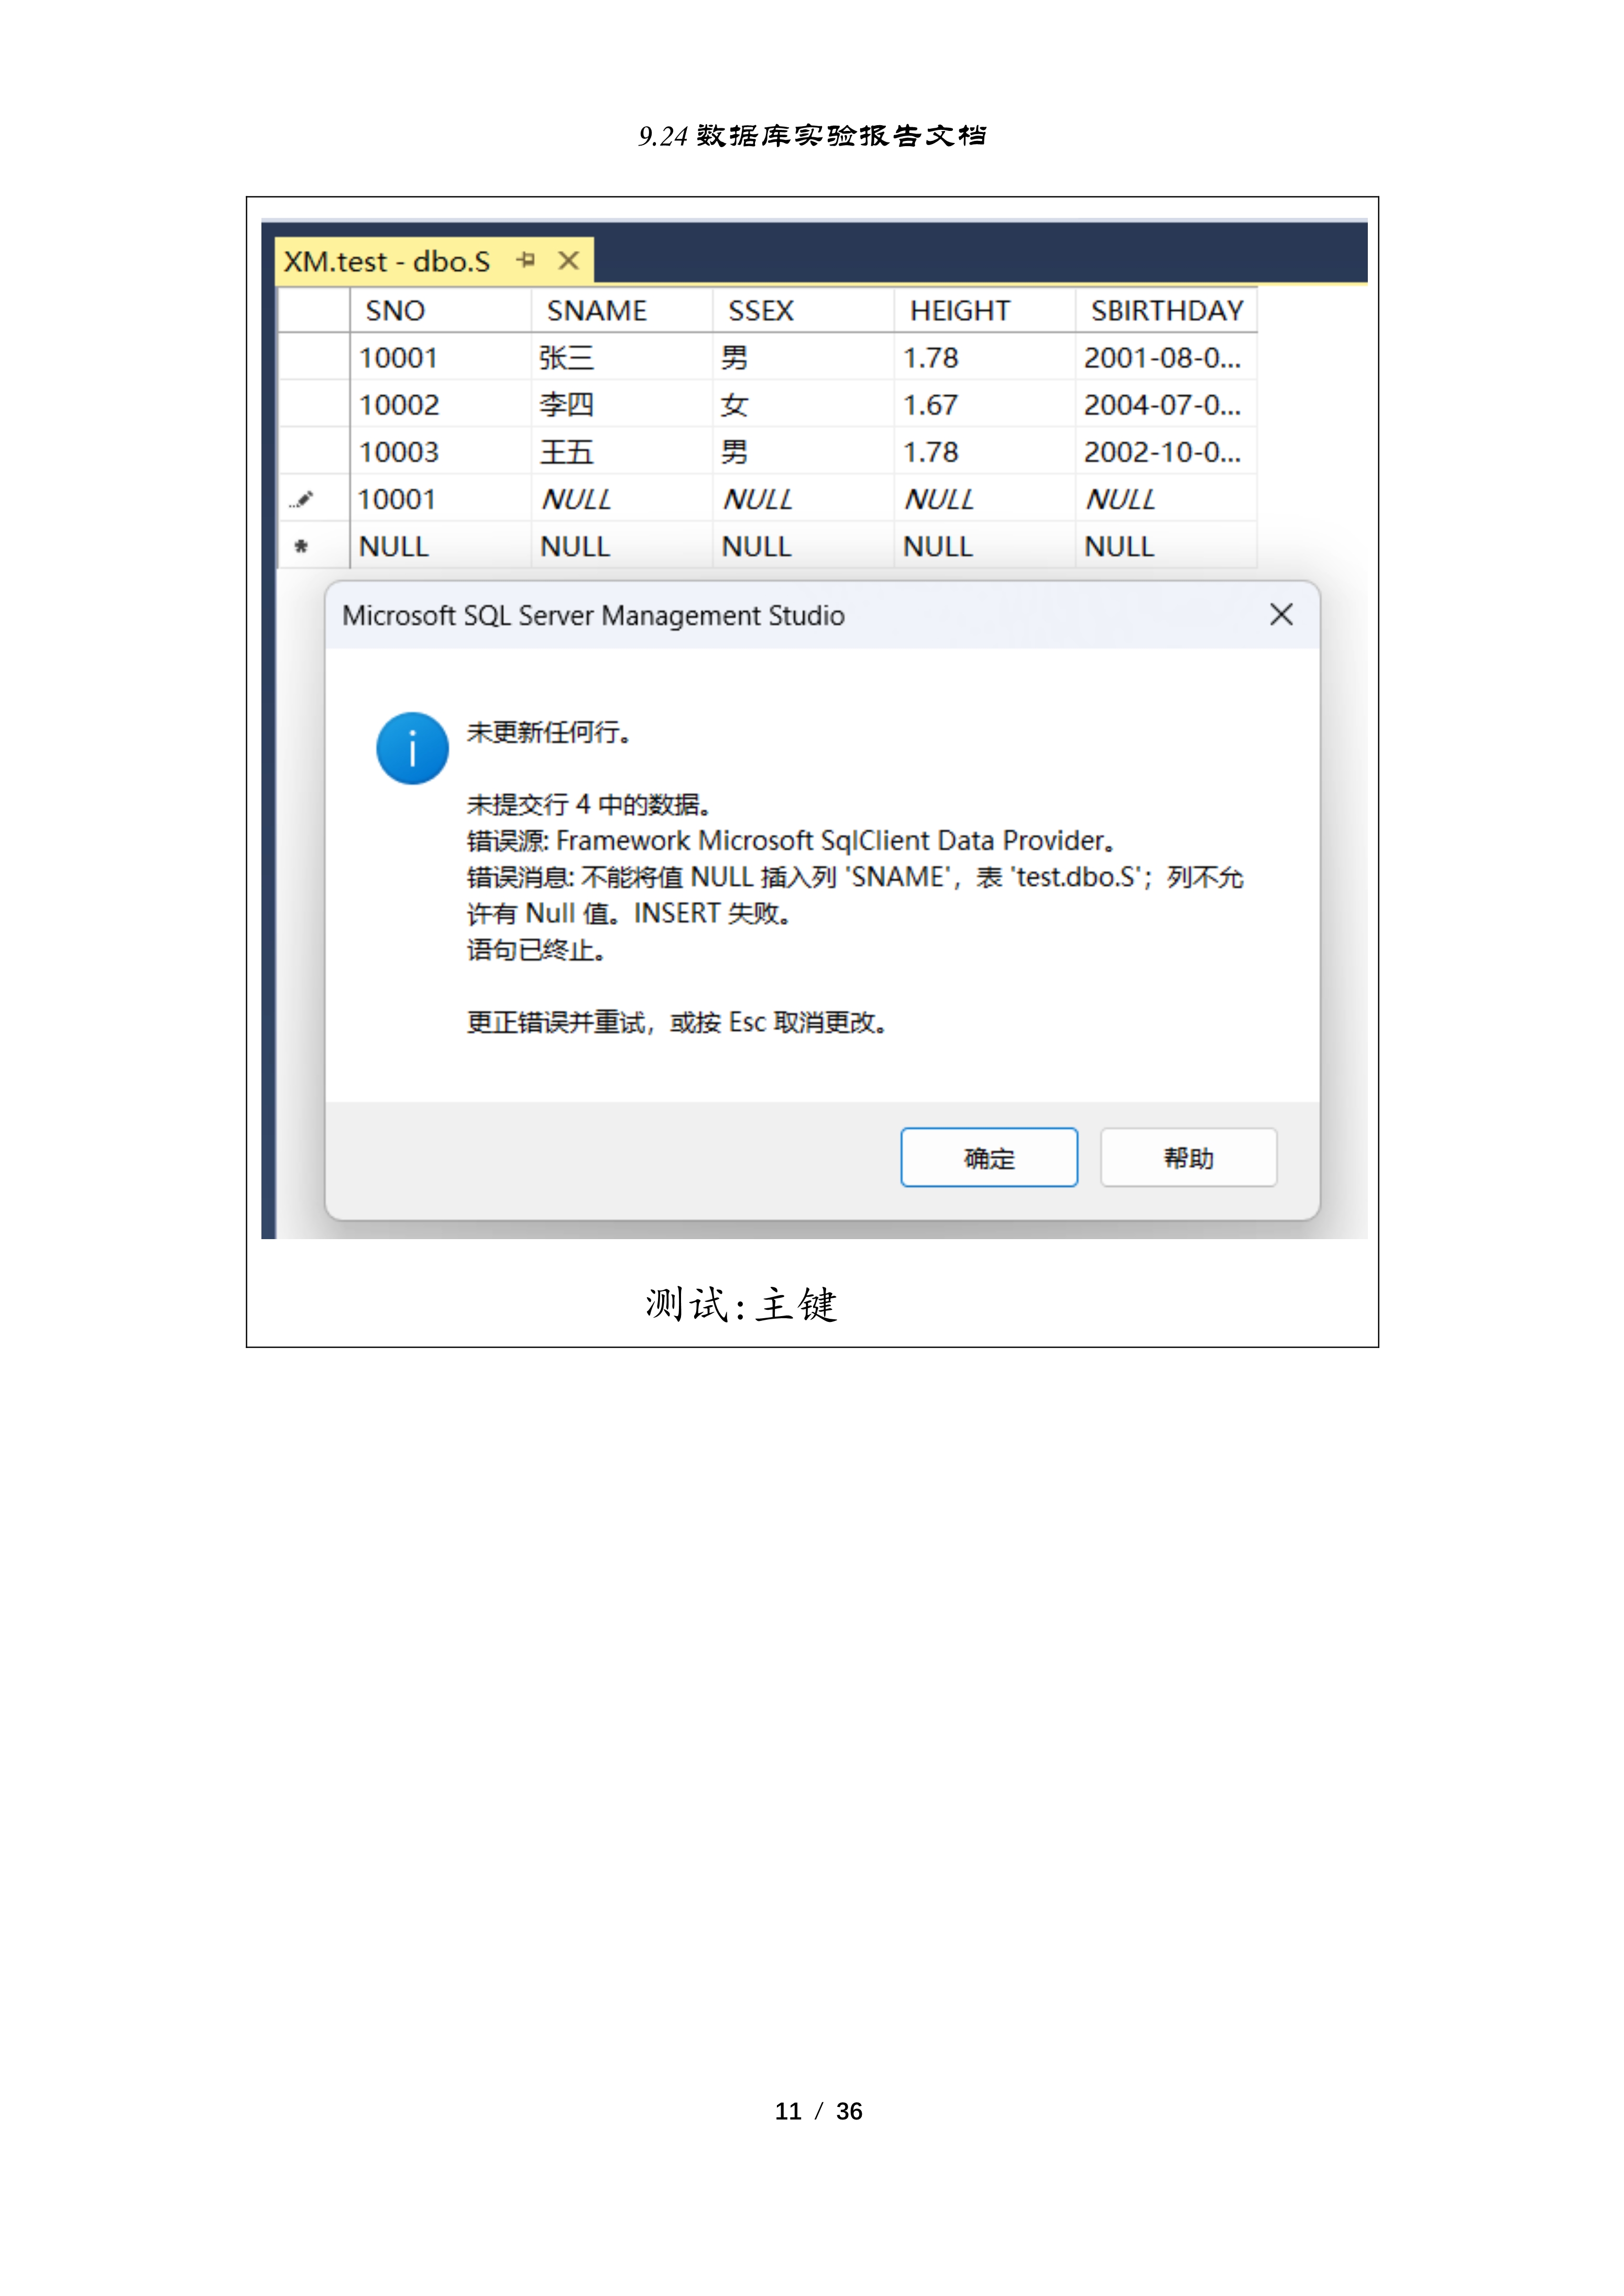 9.24 数据库实验报告文档
XM.test - dbo.S
SNO SNAME SSEX HEIGHT SBIRTHDAY
10001 张三 男 1.78 2001-08-0...
10002 李四 女 1.67 2004-07-0...
10003 王五 男 1.78 2002-10-0...
10001 NULL NULL NULL NULL
* NULL NULL NULL NULL NULL
Microsoft SQL Server Management Studio
未更新任何行。
未提交行 4 中的数据。
错误源: Framework Microsoft SqlClient Data Provider。
错误消息: 不能将值 NULL 插入列 'SNAME'，表 'test.dbo.S'；列不允
许有 Null 值。INSERT 失败。
语句已终止。
更正错误并重试，或按 Esc 取消更改。
确定 帮助
测试:主键
11 / 36